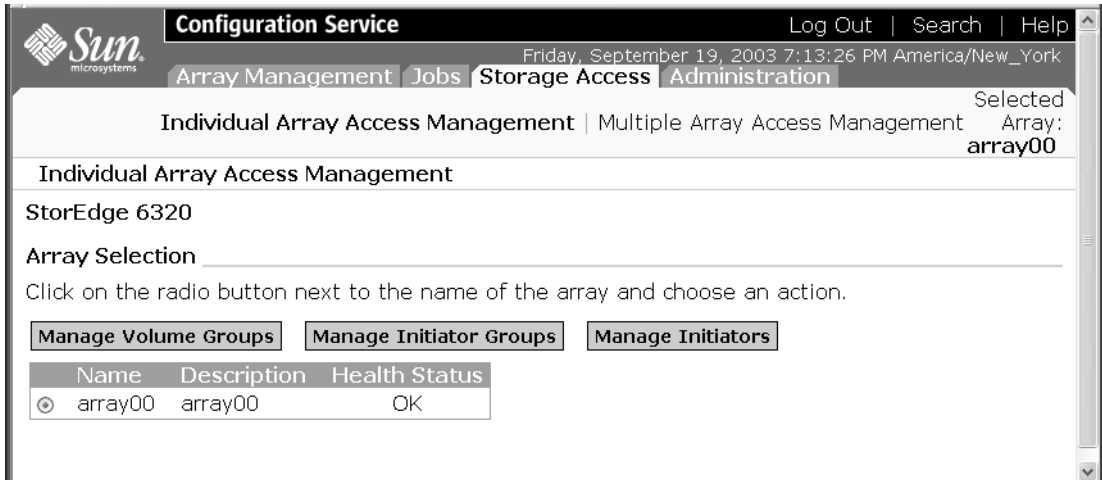 Sun
microsystems
Configuration Service
Log Out | Search | Help
Friday, September 19, 2003 7:13:26 PM America/New_York
Array Management Jobs Storage Access Administration
Individual Array Access Management | Multiple Array Access Management
Selected
Array:
array00
Individual Array Access Management
StorEdge 6320
Array Selection
Click on the radio button next to the name of the array and choose an action.
Manage Volume Groups Manage Initiator Groups Manage Initiators
Name Description Health Status
array00 array00 OK